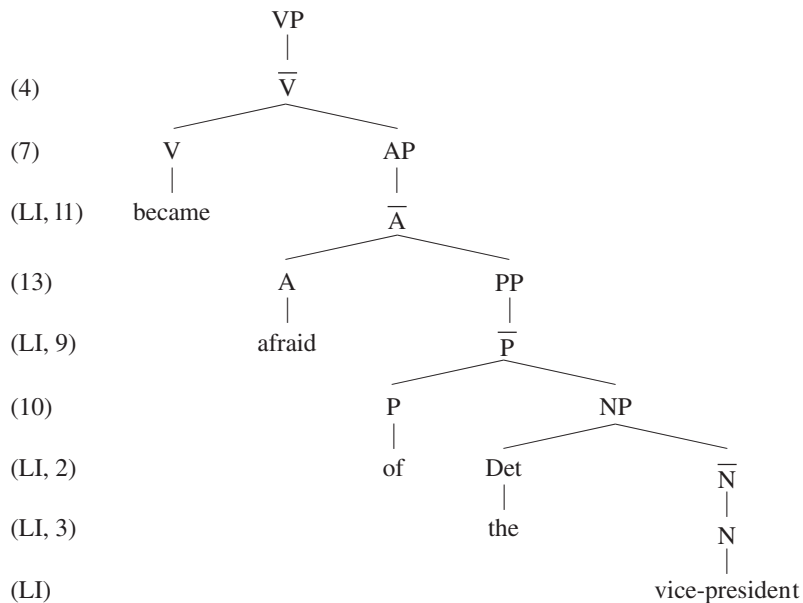 VP
(4) V̅
(7) V AP
(LI, 11) became A̅
(13) A PP
(LI, 9) afraid P̅
(10) P NP
(LI, 2) of Det N̅
(LI, 3) the N
(LI) vice-president